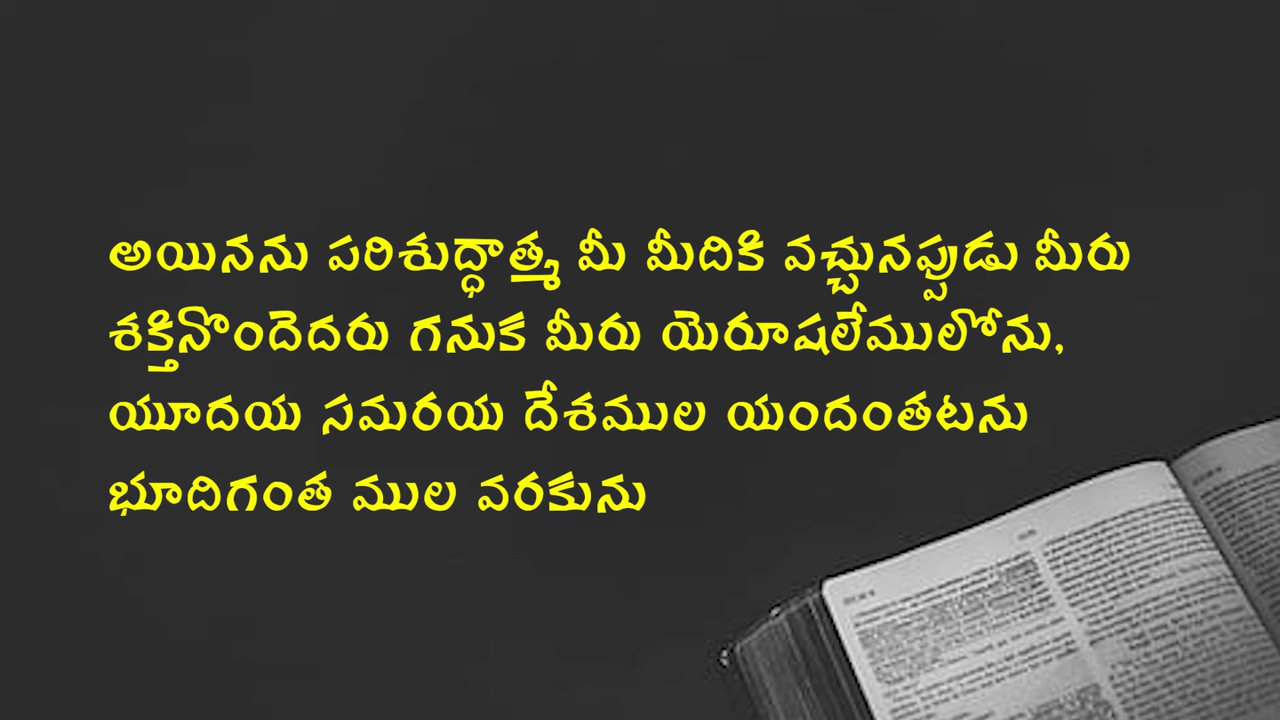 అయినను పరిశుద్ధాత్మ మీ మీదికి వచ్చునప్పుడు మీరు
శక్తినొందెదరు గనుక మీరు యెరూషలేములోను,
యూదయ సమరయ దేశముల యందంతటను
భూదిగంత ముల వరకును